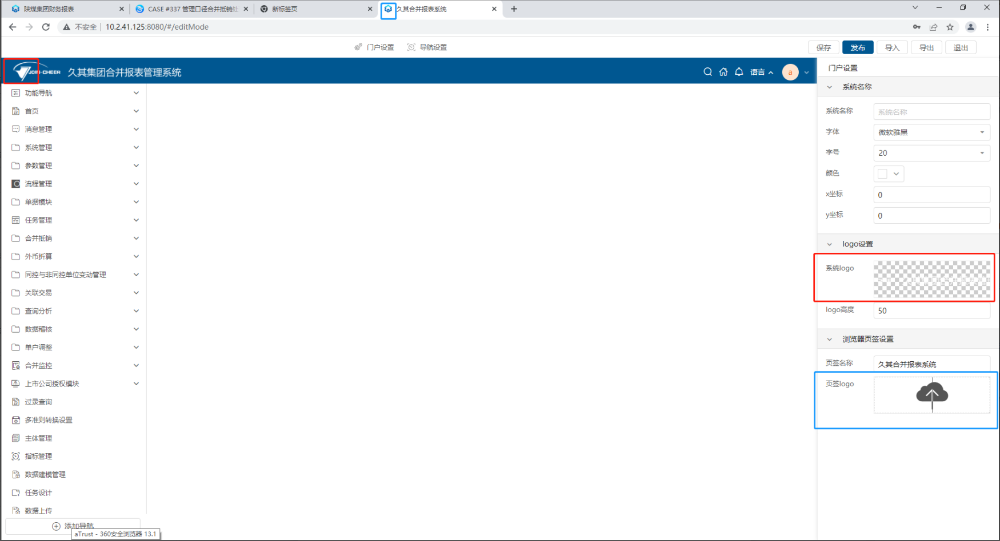 陕煤集团财务报表
CASE #337 管理口径合并抵销处
新标签页
久其合并报表系统
不安全
10.2.41.125:8080/#/editMode
门户设置
导航设置
保存
发布
导入
导出
退出
JOIN-CHEER
久其集团合并报表管理系统
语言
a
功能导航
首页
消息管理
系统管理
参数管理
流程管理
单据模块
任务管理
合并抵销
外币折算
同控与非同控单位变动管理
关联交易
查询分析
数据稽核
单户调整
合并监控
上市公司授权模块
过录查询
多准则转换设置
主体管理
指标管理
数据建模管理
任务设计
数据上传
添加导航
aTrust - 360安全浏览器 13.1
门户设置
系统名称
系统名称
系统名称
字体
微软雅黑
字号
20
颜色
x坐标
0
y坐标
0
logo设置
系统logo
logo高度
50
浏览器页签设置
页签名称
久其合并报表系统
页签logo